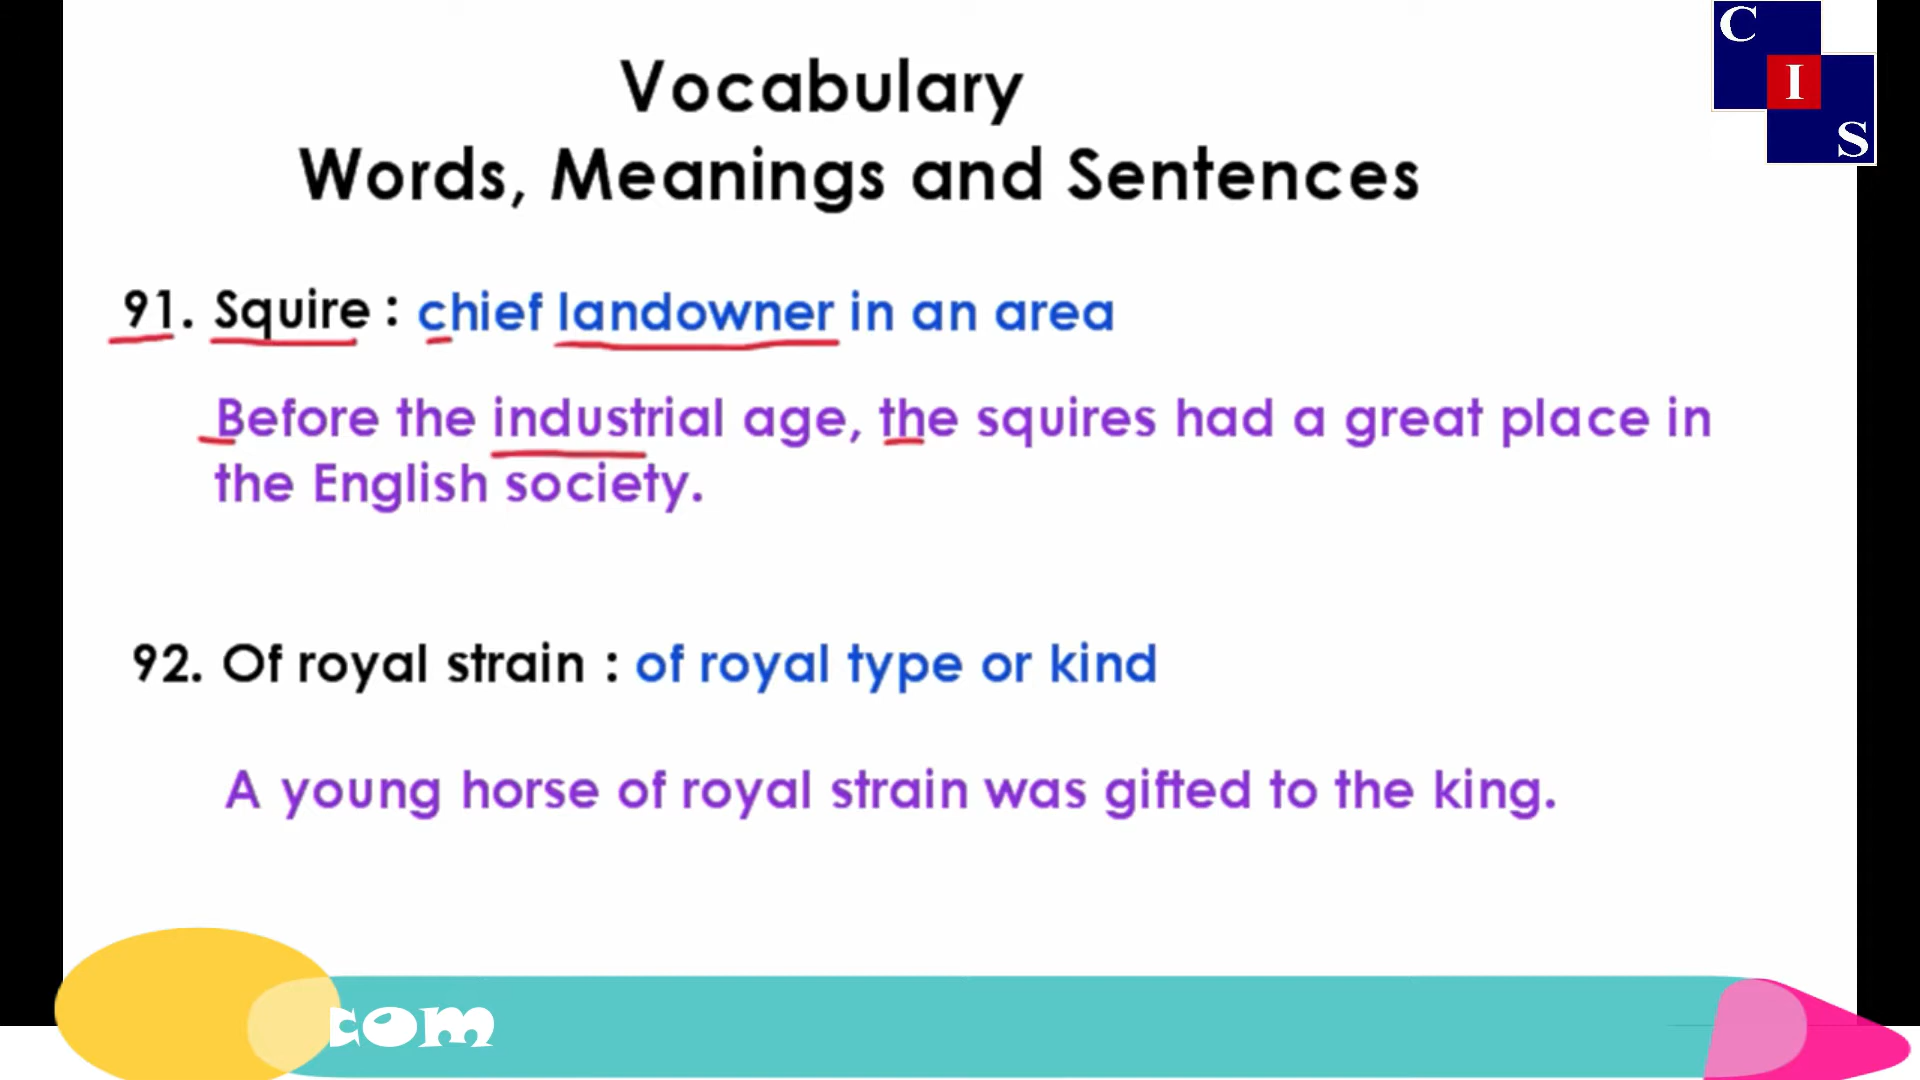 C
I
S
Vocabulary
Words, Meanings and Sentences
91. Squire : chief landowner in an area
Before the industrial age, the squires had a great place in
the English society.
92. Of royal strain : of royal type or kind
A young horse of royal strain was gifted to the king.
com